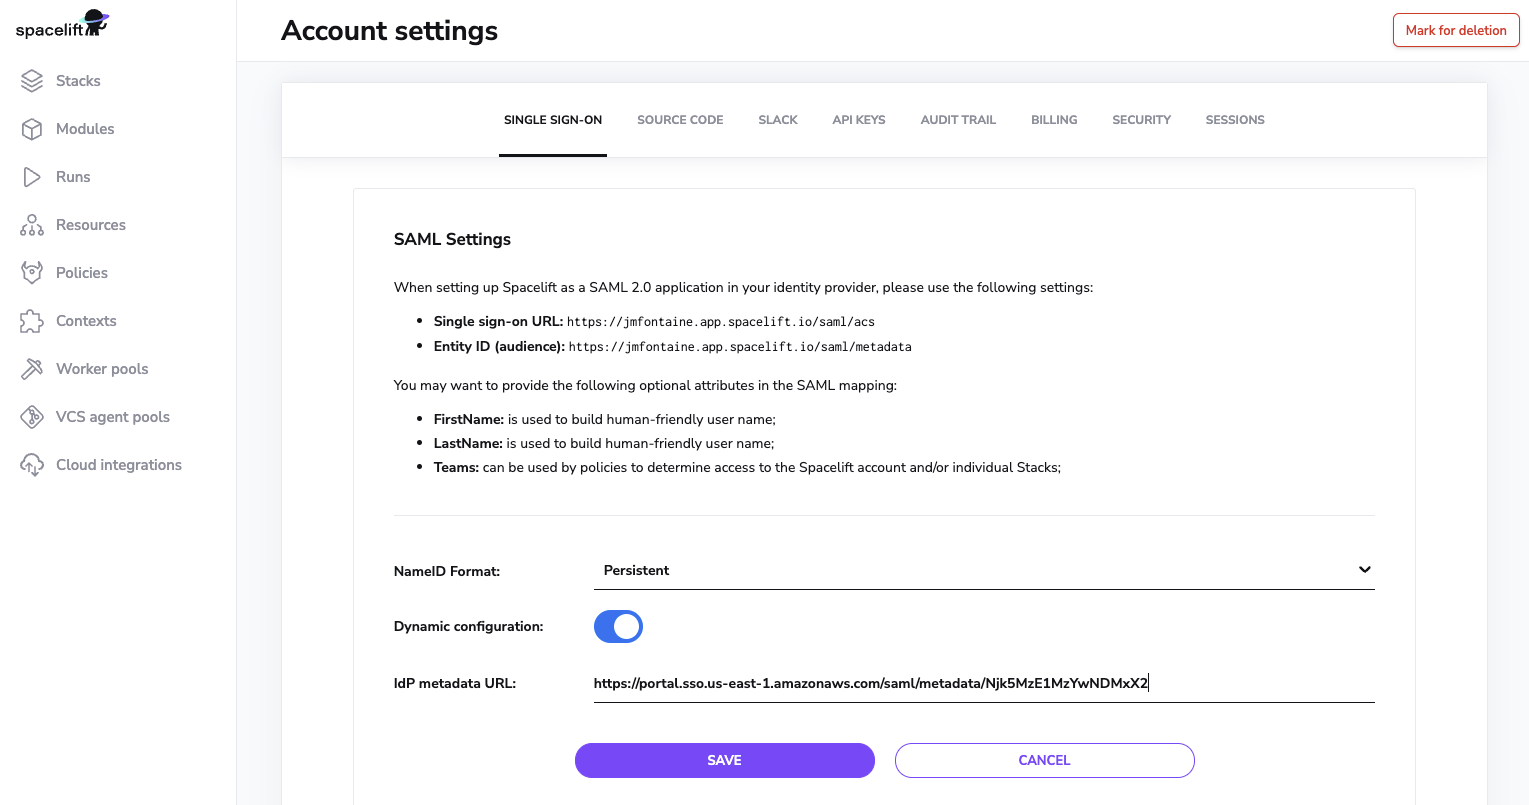 spacelift
Account settings
Mark for deletion
Stacks
Modules
Runs
Resources
Policies
Contexts
Worker pools
VCS agent pools
Cloud integrations
SINGLE SIGN-ON
SOURCE CODE
SLACK
API KEYS
AUDIT TRAIL
BILLING
SECURITY
SESSIONS
SAML Settings
When setting up Spacelift as a SAML 2.0 application in your identity provider, please use the following settings:
Single sign-on URL: https://jmfontaine.app.spacelift.io/saml/acs
Entity ID (audience): https://jmfontaine.app.spacelift.io/saml/metadata
You may want to provide the following optional attributes in the SAML mapping:
FirstName: is used to build human-friendly user name;
LastName: is used to build human-friendly user name;
Teams: can be used by policies to determine access to the Spacelift account and/or individual Stacks;
NameID Format:
Persistent
Dynamic configuration:
IdP metadata URL:
https://portal.sso.us-east-1.amazonaws.com/saml/metadata/Njk5MzE1MzYwNDMxX2
SAVE
CANCEL